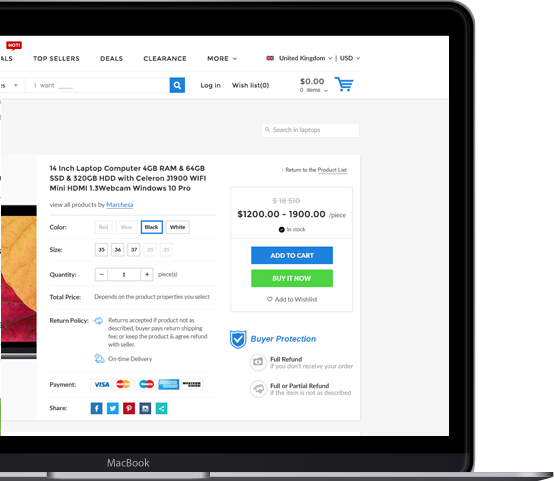 HOT!
ALS TOP SELLERS DEALS CLEARANCE MORE United Kingdom | USD
I want ____ Log in Wish list(0) $0.00
0 items
Search in laptops
14 Inch Laptop Computer 4GB RAM & 64GB
SSD & 320GB HDD with Celeron J1900 WIFI
Mini HDMI 1.3Webcam Windows 10 Pro
Return to the Product List
view all products by Marchesa
$ 18 510
$1200.00 - 1900.00 /piece
In stock
Color: Red Blue Black White
Size: 35 36 37 35 35
ADD TO CART
Quantity: − 1 + piece(s)
BUY IT NOW
Total Price: Depends on the product properties you select
Add to Wishlist
Return Policy: Returns accepted if product not as
described, buyer pays return shipping
fee; or keep the product & agree refund
with seller.
On-time Delivery
Buyer Protection
Full Refund
if you don't receive your order
Full or Partial Refund
if the item is not as described
Payment: VISA MasterCard Maestro AMERICAN EXPRESS WESTERN UNION
Share:
MacBook